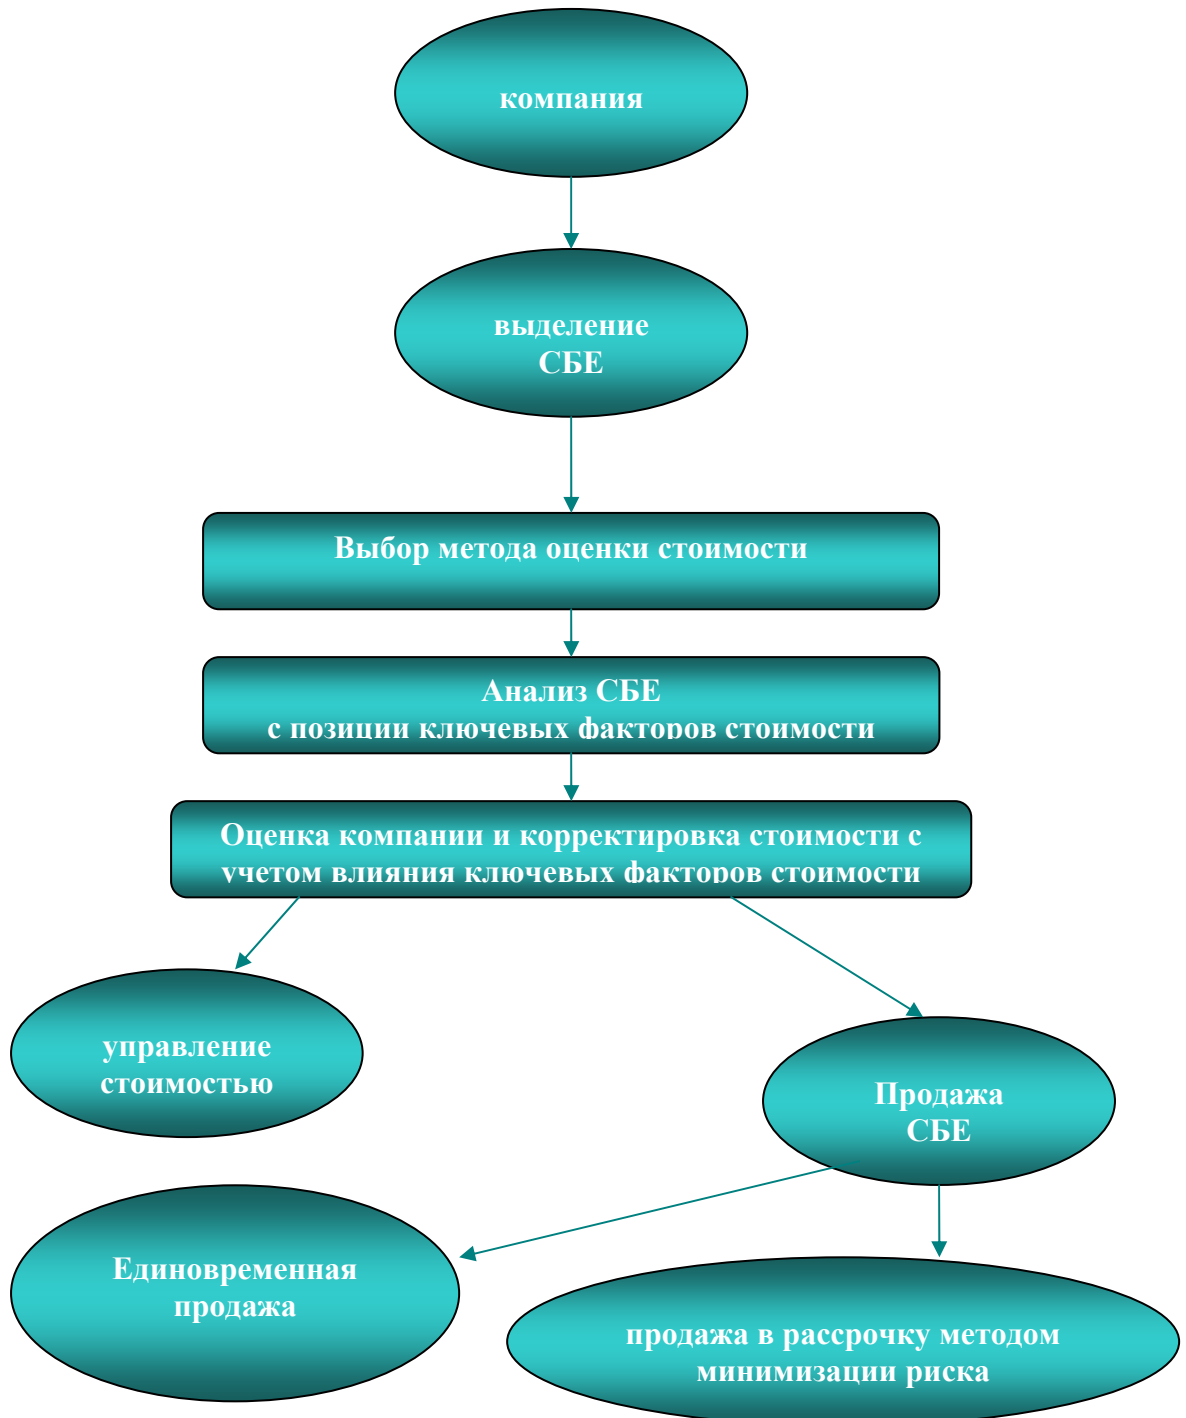 компания
выделение
СБЕ
Выбор метода оценки стоимости
Анализ СБЕ
с позиции ключевых факторов стоимости
Оценка компании и корректировка стоимости с
учетом влияния ключевых факторов стоимости
управление
стоимостью
Продажа
СБЕ
Единовременная
продажа
продажа в рассрочку методом
минимизации риска